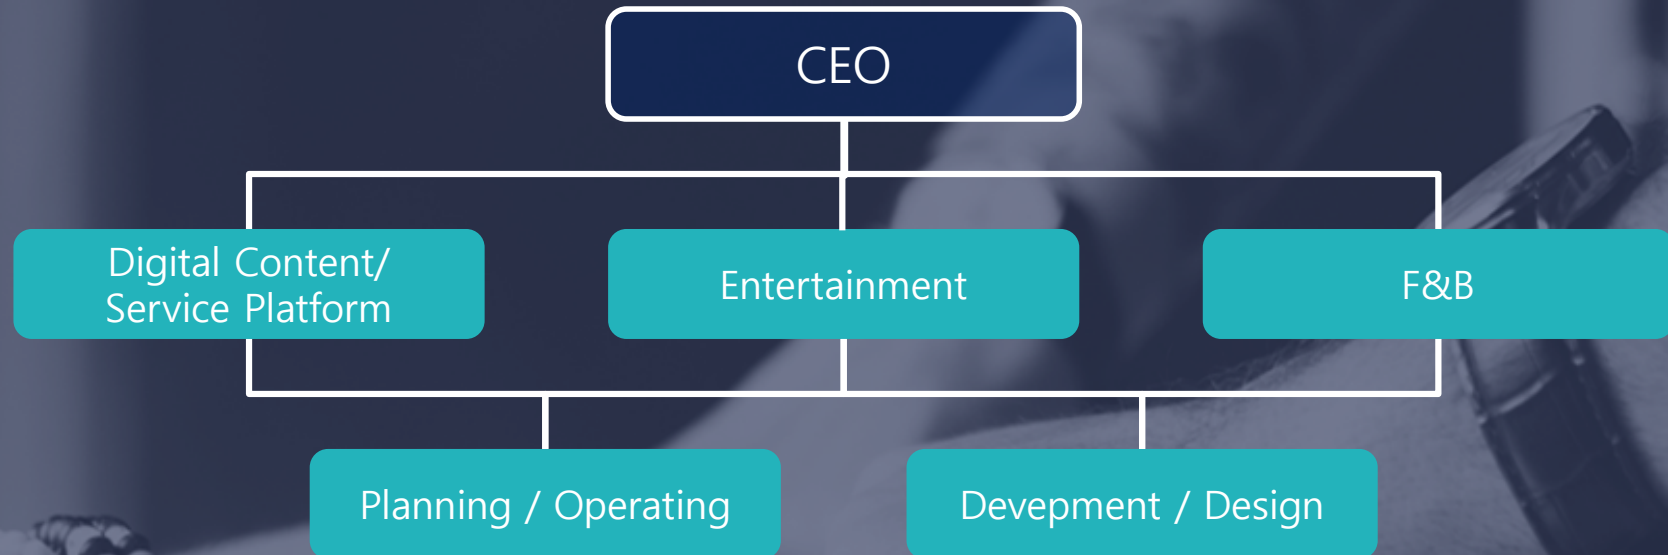 CEO
Digital Content/
Service Platform
Entertainment
F&B
Planning / Operating
Devepment / Design